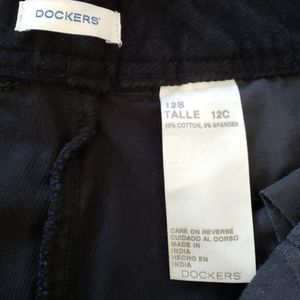 DOCKERS®
12S
TALLE 12C
95% COTTON, 5% SPANDEX
CARE ON REVERSE
CUIDADO AL DORSO
MADE IN
INDIA
HECHO EN
INDIA
DOCKERS®